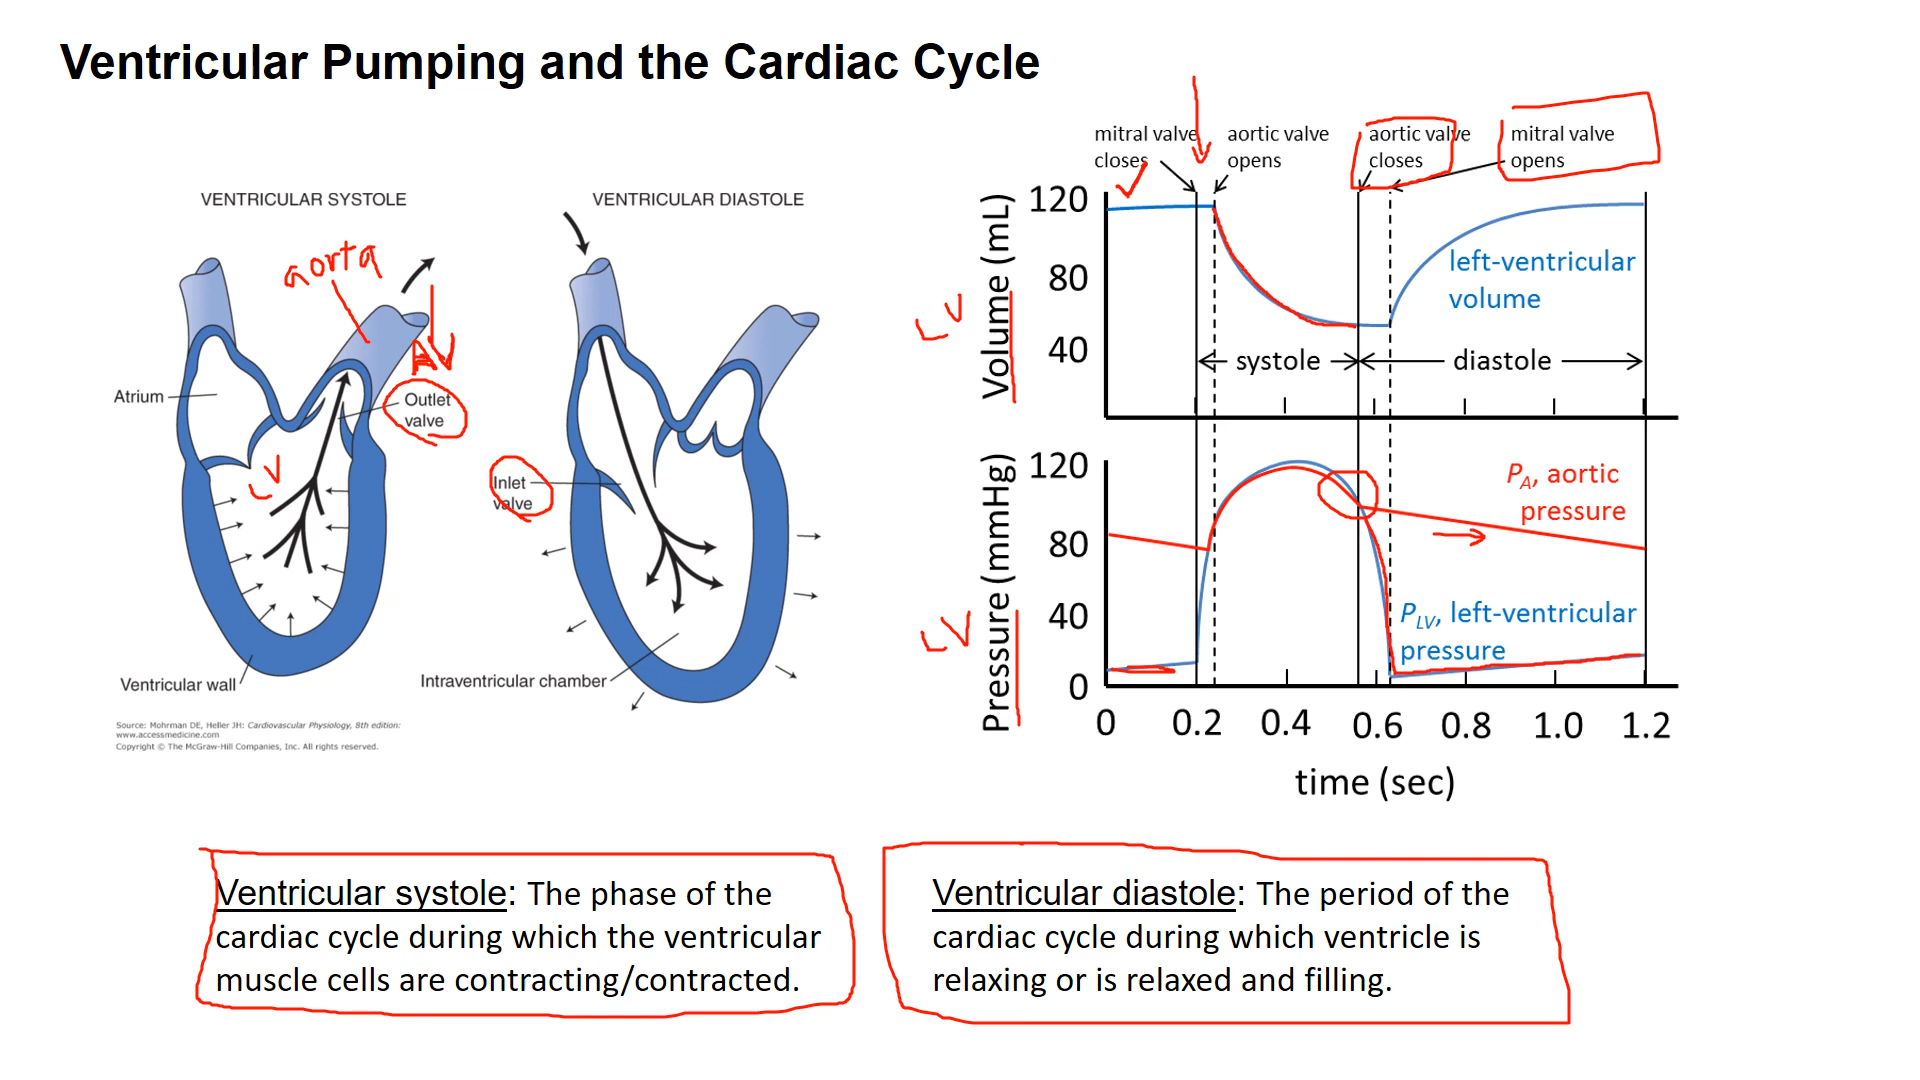 Ventricular Pumping and the Cardiac Cycle
VENTRICULAR SYSTOLE
VENTRICULAR DIASTOLE
aorta
AV
Atrium
Outlet
valve
LV
Inlet
valve
Ventricular wall
Intraventricular chamber
Source: Mohrman DE, Heller JH: Cardiovascular Physiology, 8th edition:
www.accessmedicine.com
Copyright © The McGraw-Hill Companies, Inc. All rights reserved.
mitral valve
closes
aortic valve
opens
aortic valve
closes
mitral valve
opens
LV
Volume (mL)
120
80
40
left-ventricular
volume
systole
diastole
LV
Pressure (mmHg)
120
80
40
0
PA, aortic
pressure
PLV, left-ventricular
pressure
0 0.2 0.4 0.6 0.8 1.0 1.2
time (sec)
Ventricular systole: The phase of the
cardiac cycle during which the ventricular
muscle cells are contracting/contracted.
Ventricular diastole: The period of the
cardiac cycle during which ventricle is
relaxing or is relaxed and filling.